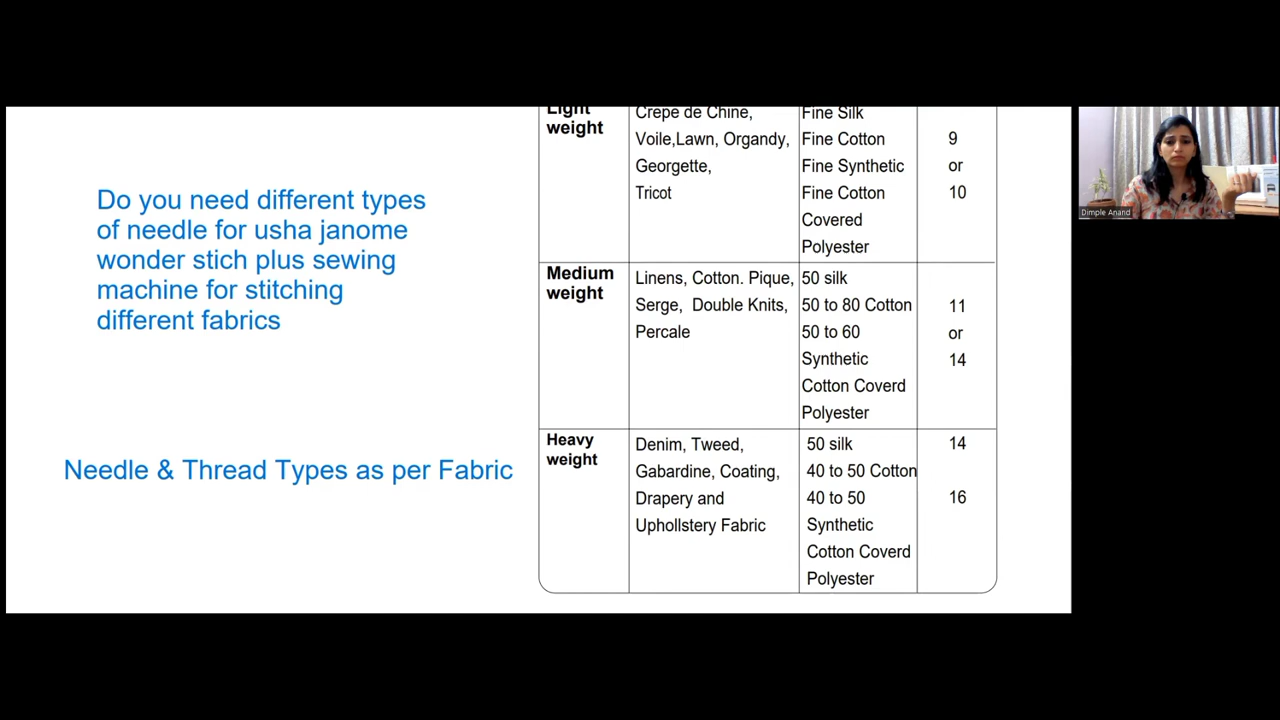 Do you need different types
of needle for usha janome
wonder stich plus sewing
machine for stitching
different fabrics
Needle & Thread Types as per Fabric
Light
weight
Crepe de Chine,
Voile,Lawn, Organdy,
Georgette,
Tricot
Fine Silk
Fine Cotton
Fine Synthetic
Fine Cotton
Covered
Polyester
9
or
10
Medium
weight
Linens, Cotton. Pique,
Serge, Double Knits,
Percale
50 silk
50 to 80 Cotton
50 to 60
Synthetic
Cotton Coverd
Polyester
11
or
14
Heavy
weight
Denim, Tweed,
Gabardine, Coating,
Drapery and
Uphollstery Fabric
50 silk
40 to 50 Cotton
40 to 50
Synthetic
Cotton Coverd
Polyester
14
16
Dimple Anand